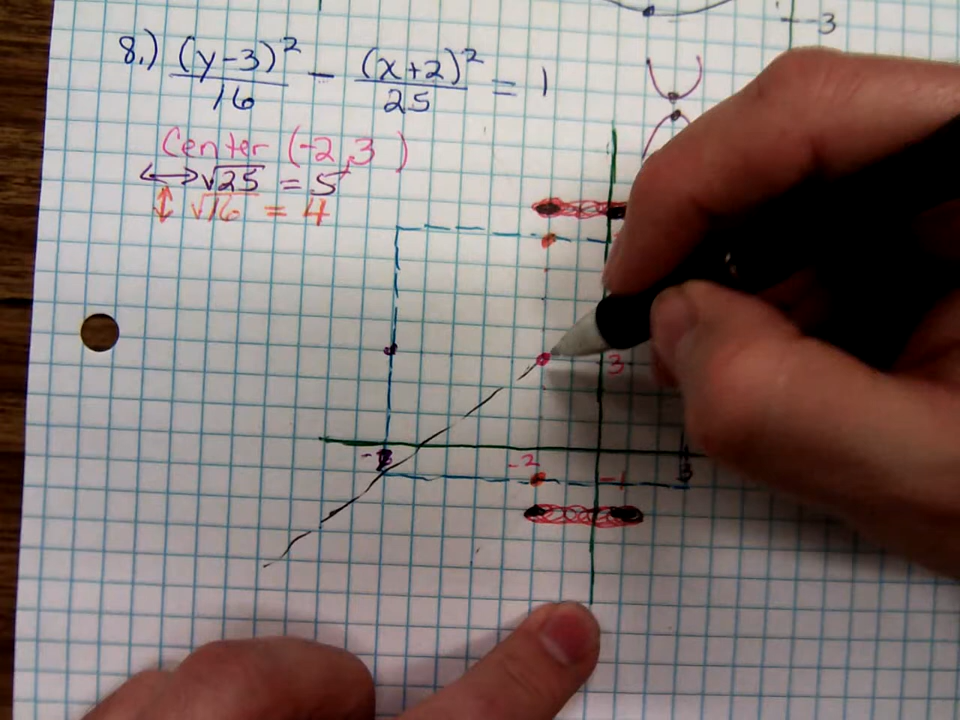 --3
8.) (y-3)²/16 - (x+2)²/25 = 1
Center (-2,3)
↔ √25 = 5
↕ √16 = 4
3
-2
3
-1